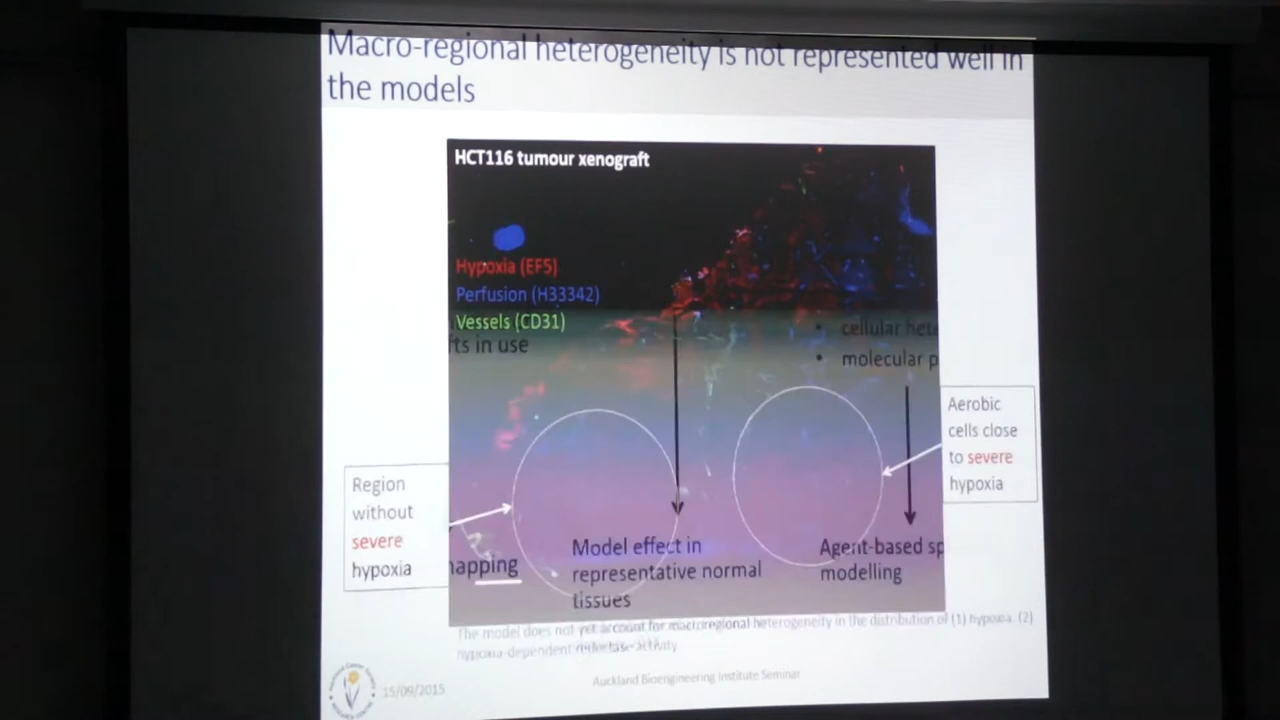 Macro-regional heterogeneity is not represented well in
the models
HCT116 tumour xenograft
Hypoxia (EF5)
Perfusion (H33342)
Vessels (CD31)
fts in use
cellular hete
molecular p
Aerobic
cells close
to severe
hypoxia
Region
without
severe
hypoxia
mapping
Model effect in
representative normal
tissues
Agent-based sp
modelling
The model does not yet account for macroregional heterogeneity in the distribution of (1) hypoxia. (2)
hypoxia-dependent reductase activity
15/09/2015
Auckland Bioengineering Institute Seminar